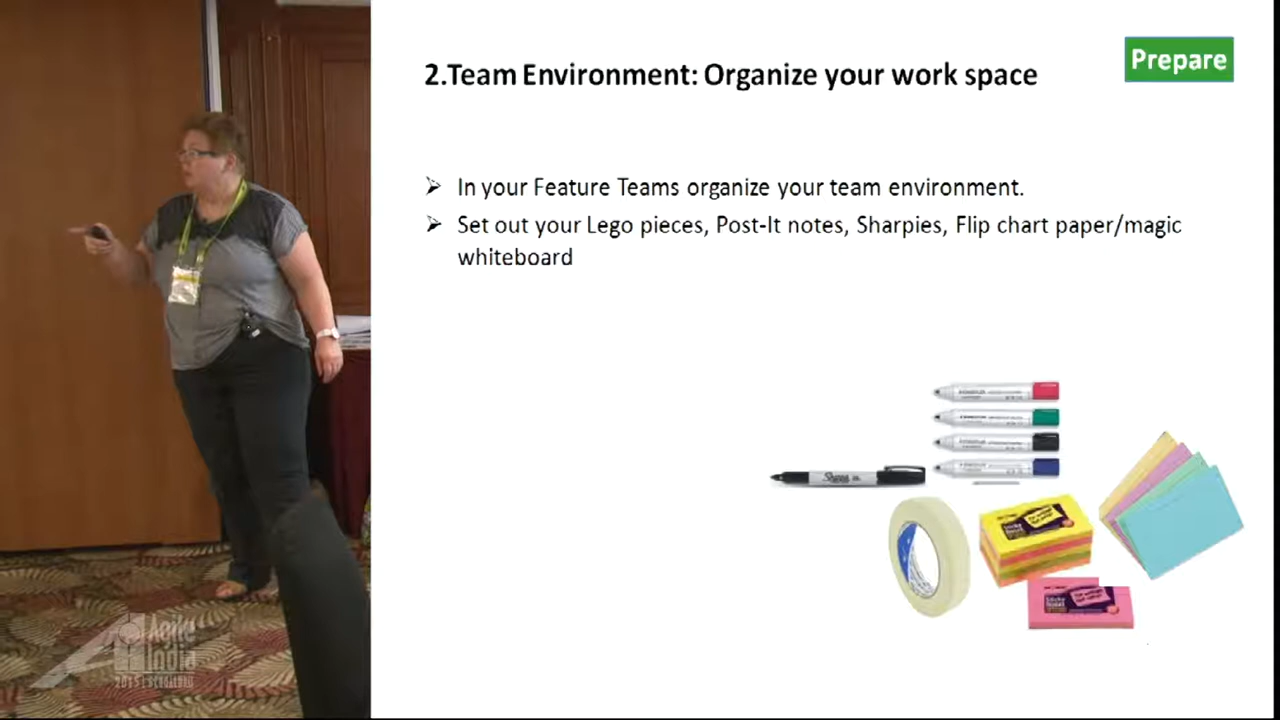 Prepare
2.Team Environment: Organize your work space
➢ In your Feature Teams organize your team environment.
➢ Set out your Lego pieces, Post-It notes, Sharpies, Flip chart paper/magic
whiteboard
Sharpie
Agile
India